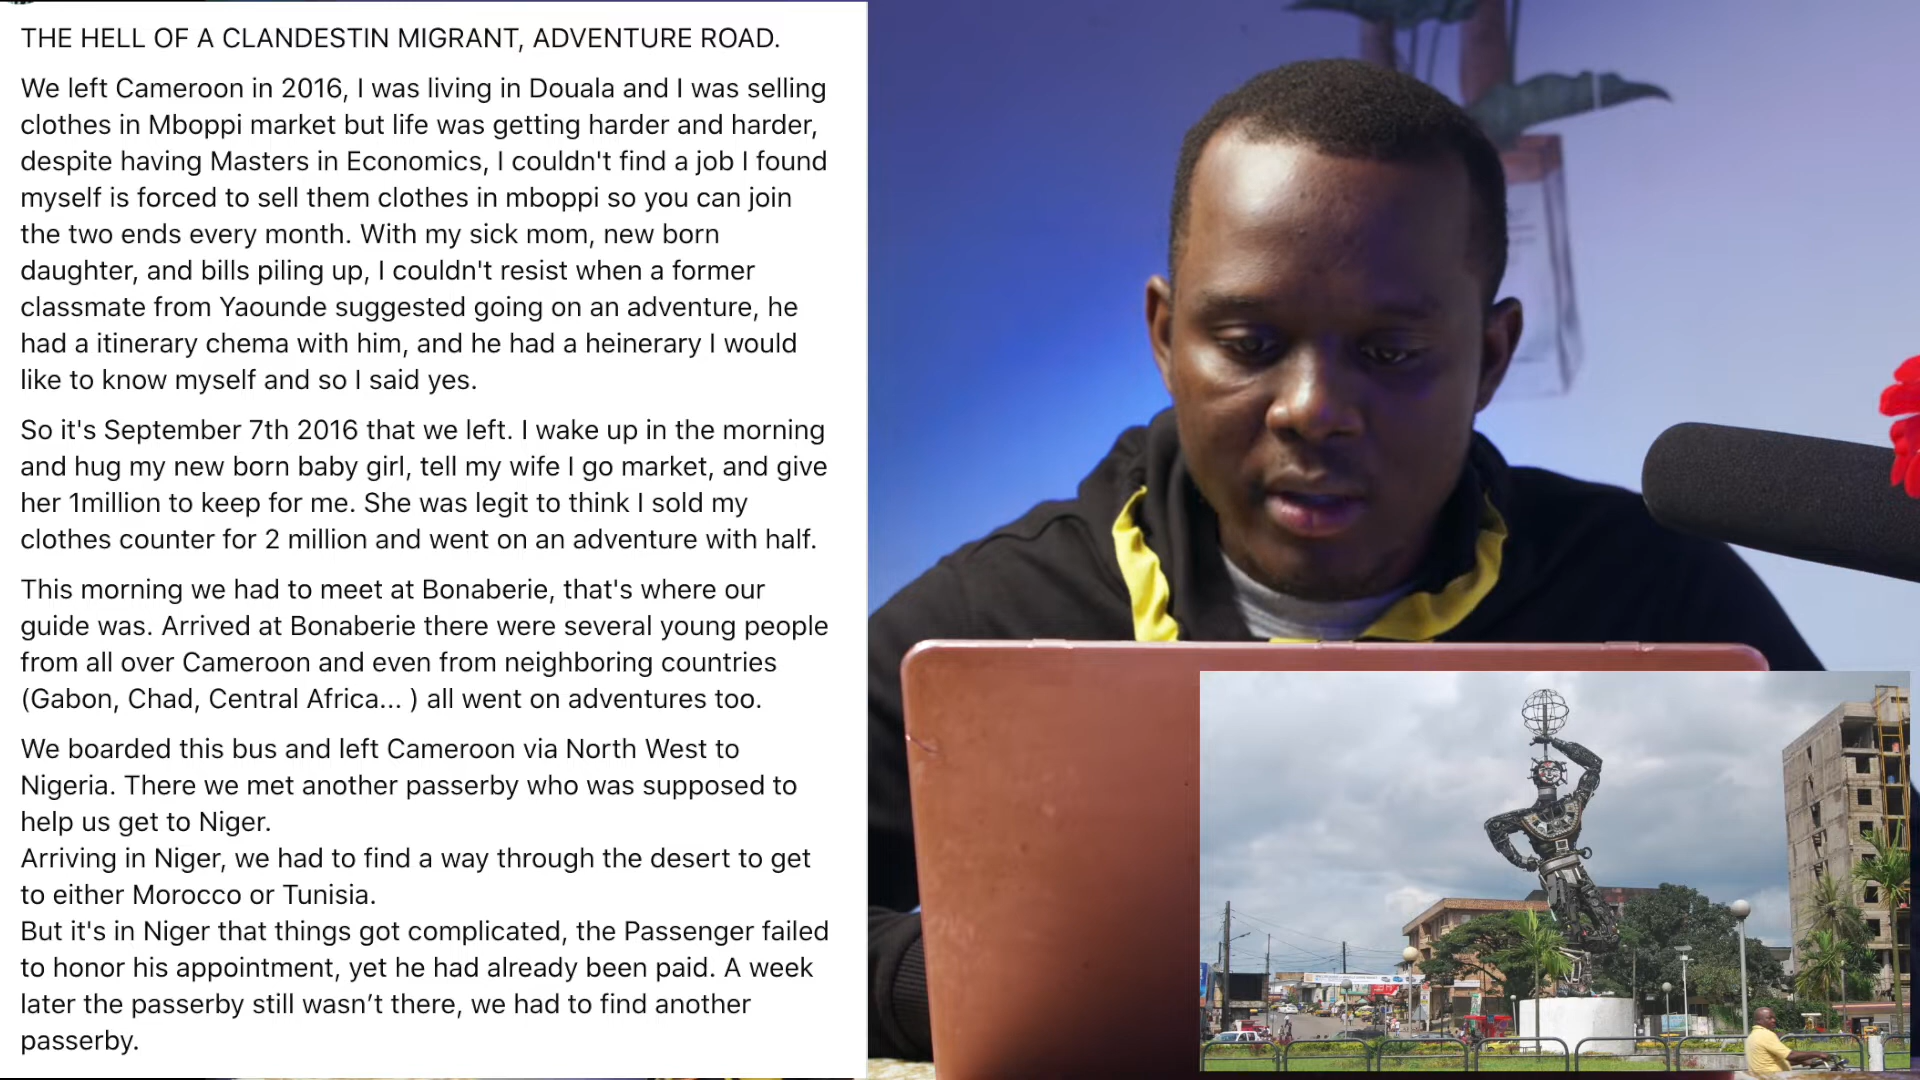 THE HELL OF A CLANDESTIN MIGRANT, ADVENTURE ROAD.
We left Cameroon in 2016, I was living in Douala and I was selling
clothes in Mboppi market but life was getting harder and harder,
despite having Masters in Economics, I couldn't find a job I found
myself is forced to sell them clothes in mboppi so you can join
the two ends every month. With my sick mom, new born
daughter, and bills piling up, I couldn't resist when a former
classmate from Yaounde suggested going on an adventure, he
had a itinerary chema with him, and he had a heinerary I would
like to know myself and so I said yes.
So it's September 7th 2016 that we left. I wake up in the morning
and hug my new born baby girl, tell my wife I go market, and give
her 1million to keep for me. She was legit to think I sold my
clothes counter for 2 million and went on an adventure with half.
This morning we had to meet at Bonaberie, that's where our
guide was. Arrived at Bonaberie there were several young people
from all over Cameroon and even from neighboring countries
(Gabon, Chad, Central Africa... ) all went on adventures too.
We boarded this bus and left Cameroon via North West to
Nigeria. There we met another passerby who was supposed to
help us get to Niger.
Arriving in Niger, we had to find a way through the desert to get
to either Morocco or Tunisia.
But it's in Niger that things got complicated, the Passenger failed
to honor his appointment, yet he had already been paid. A week
later the passerby still wasn’t there, we had to find another
passerby.